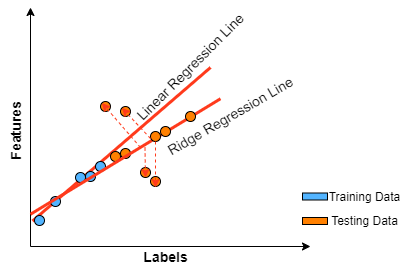 Linear Regression Line
Ridge Regression Line
Features
Training Data
Testing Data
Labels